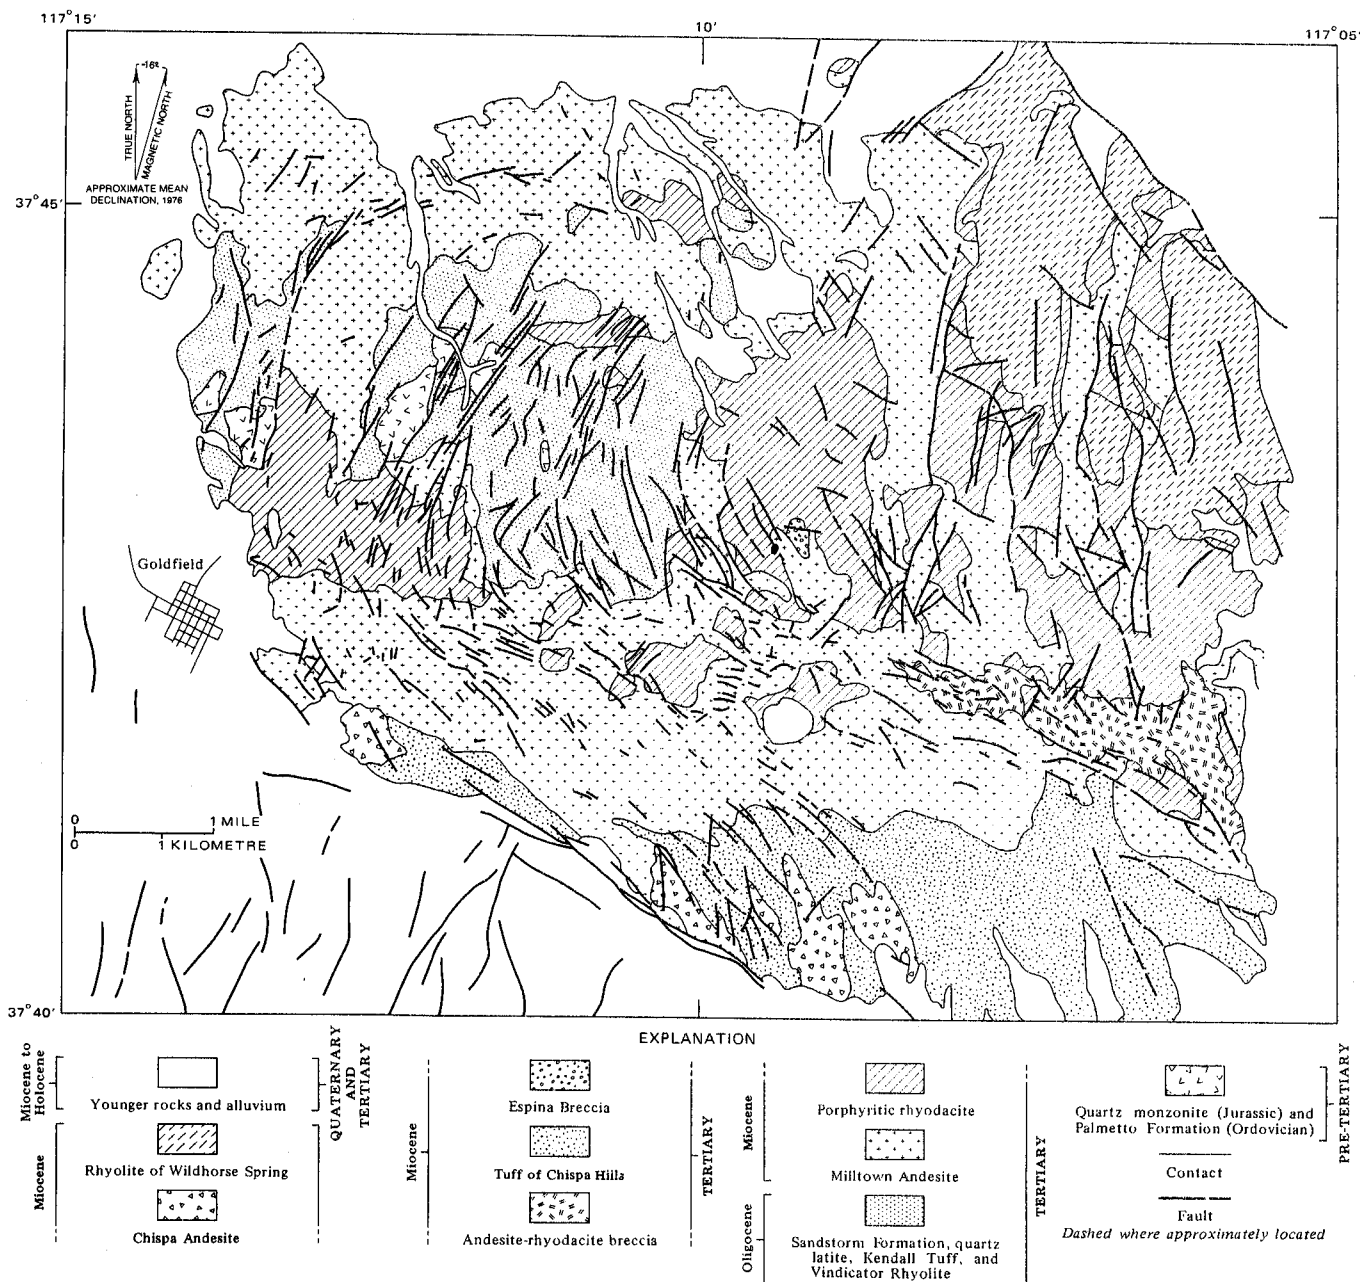 117°15'
10'
117°05'
16°
TRUE NORTH
MAGNETIC NORTH
APPROXIMATE MEAN
DECLINATION, 1976
37°45'
Goldfield
0 1 MILE
0 1 KILOMETRE
37°40'
EXPLANATION
Miocene to
Holocene
Younger rocks and alluvium
Miocene
Rhyolite of Wildhorse Spring
Chispa Andesite
QUATERNARY
AND
TERTIARY
Miocene
Espina Breccia
Tuff of Chispa Hills
Andesite-rhyodacite breccia
TERTIARY
Miocene
Porphyritic rhyodacite
Milltown Andesite
Oligocene
Sandstorm Formation, quartz
latite, Kendall Tuff, and
Vindicator Rhyolite
TERTIARY
Quartz monzonite (Jurassic) and
Palmetto Formation (Ordovician)
PRE-TERTIARY
Contact
Fault
Dashed where approximately located